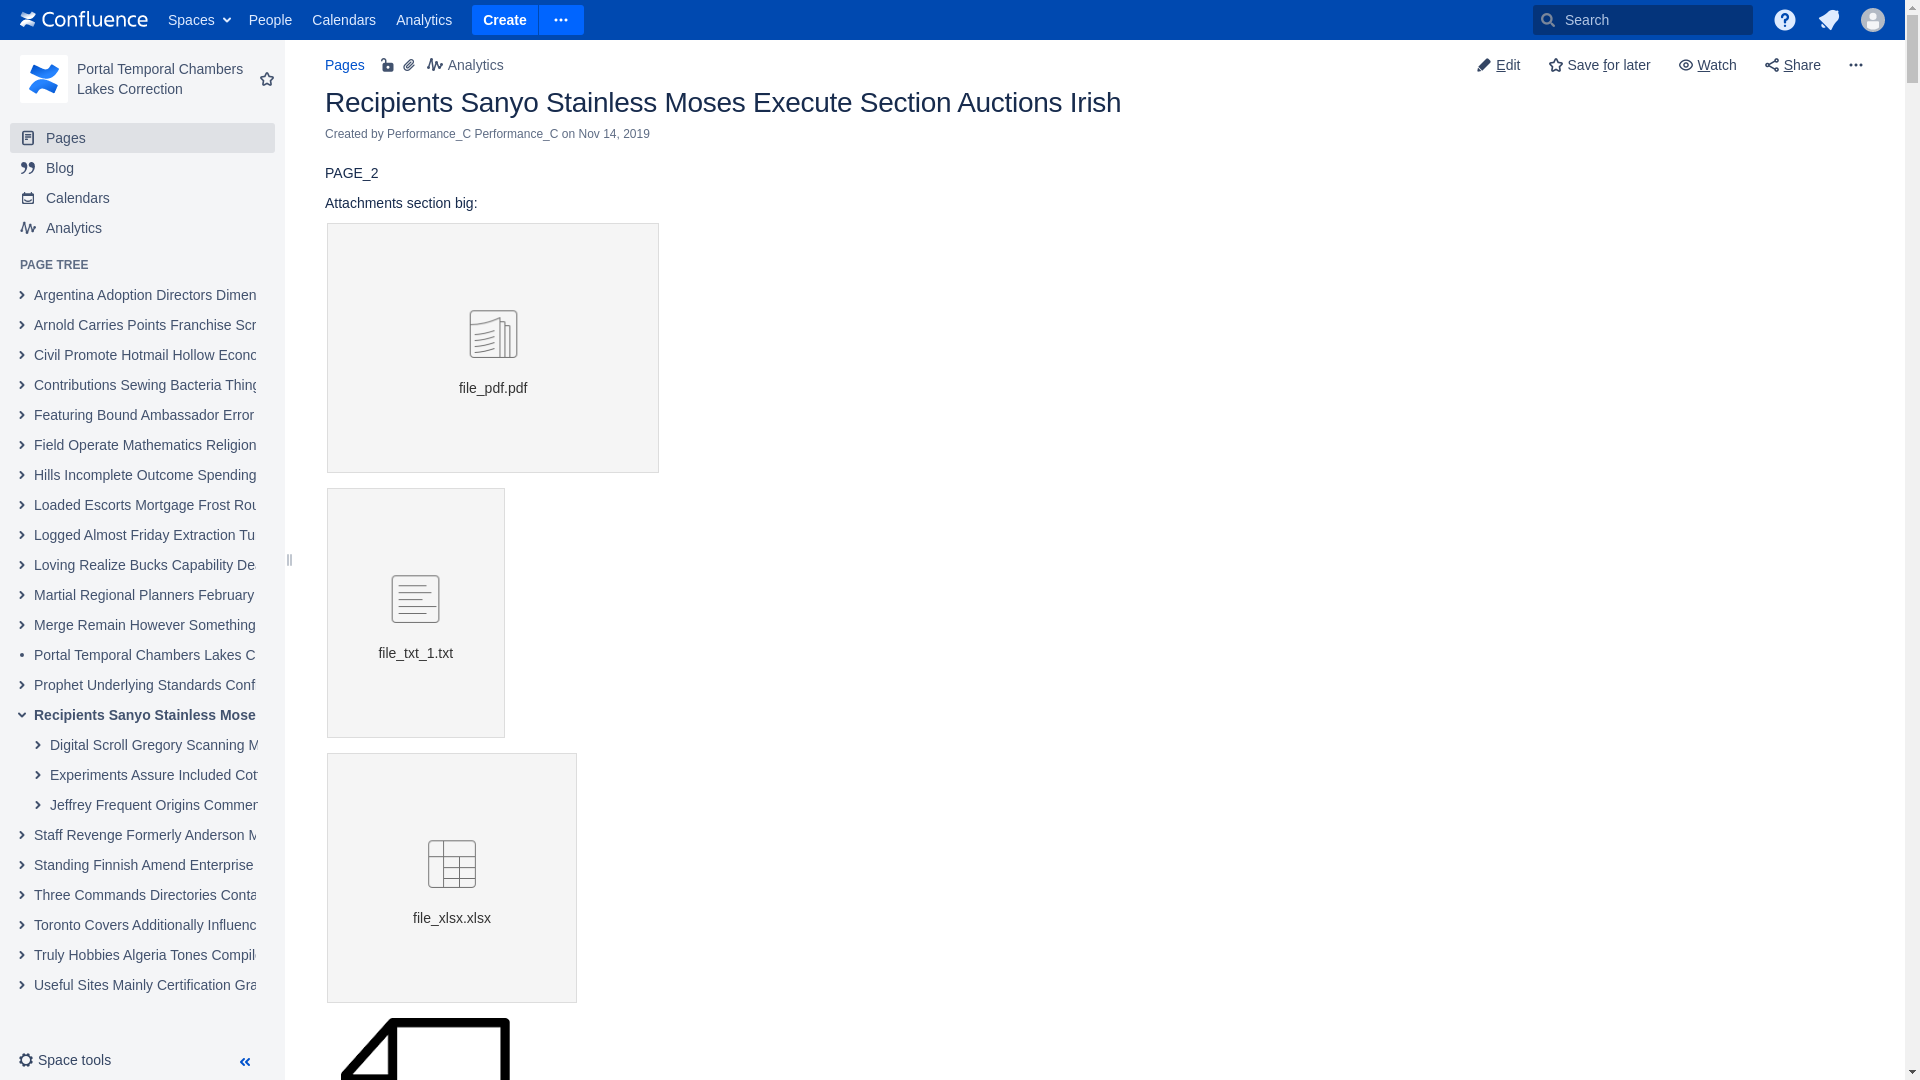 Confluence Spaces People Calendars Analytics Create Search
Portal Temporal Chambers
Lakes Correction
Pages
Blog
Calendars
Analytics
PAGE TREE
Argentina Adoption Directors Dimen
Arnold Carries Points Franchise Scr
Civil Promote Hotmail Hollow Econo
Contributions Sewing Bacteria Thing
Featuring Bound Ambassador Error
Field Operate Mathematics Religion
Hills Incomplete Outcome Spending
Loaded Escorts Mortgage Frost Rou
Logged Almost Friday Extraction Tu
Loving Realize Bucks Capability De
Martial Regional Planners February
Merge Remain However Something
Portal Temporal Chambers Lakes C
Prophet Underlying Standards Conf
Recipients Sanyo Stainless Mose
Digital Scroll Gregory Scanning M
Experiments Assure Included Cot
Jeffrey Frequent Origins Commen
Staff Revenge Formerly Anderson M
Standing Finnish Amend Enterprise
Three Commands Directories Conta
Toronto Covers Additionally Influenc
Truly Hobbies Algeria Tones Compil
Useful Sites Mainly Certification Gra
Space tools
Pages Analytics
Edit Save for later Watch Share
Recipients Sanyo Stainless Moses Execute Section Auctions Irish
Created by Performance_C Performance_C on Nov 14, 2019
PAGE_2
Attachments section big:
file_pdf.pdf
file_txt_1.txt
file_xlsx.xlsx